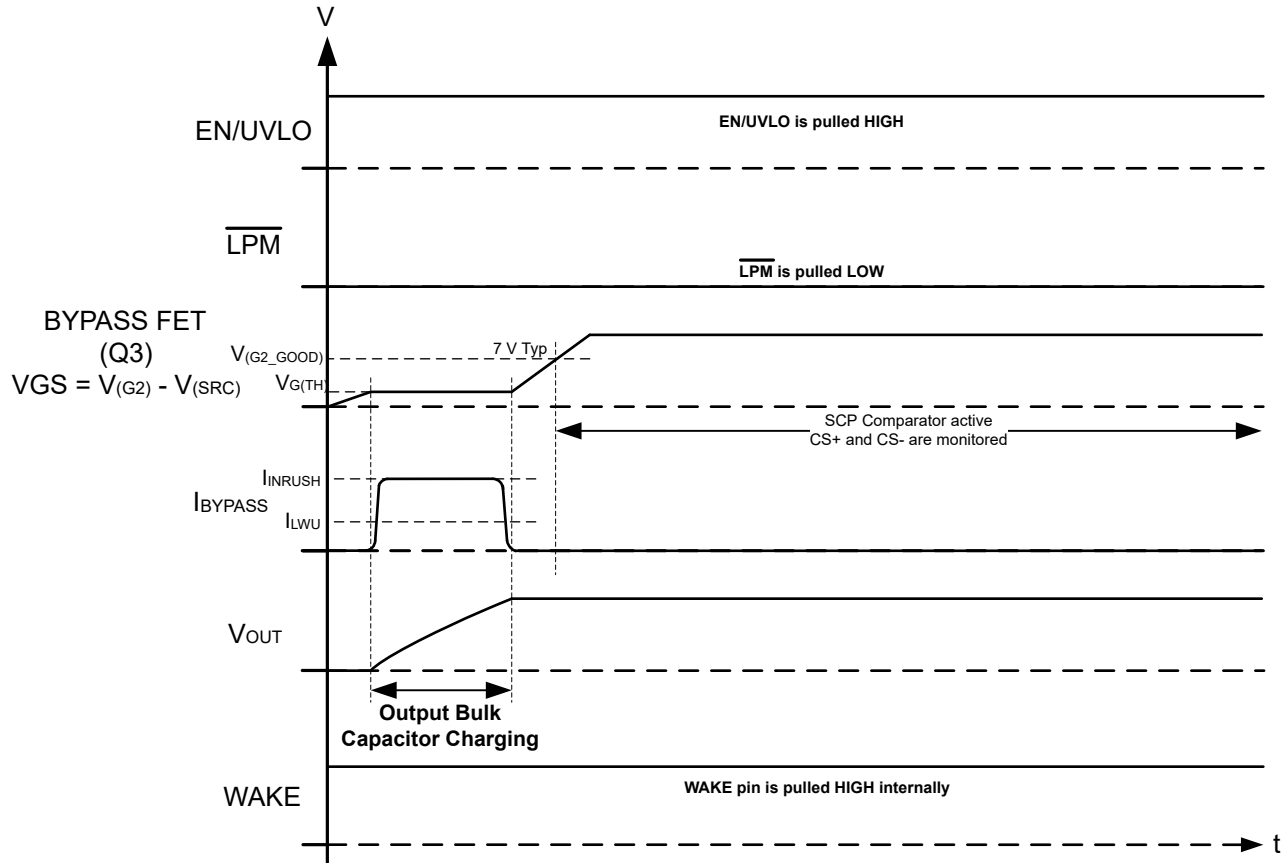 V
EN/UVLO
EN/UVLO is pulled HIGH
LPM
LPM is pulled LOW
BYPASS FET
(Q3)
VGS = V(G2) - V(SRC)
V(G2_GOOD)
7 V Typ
VG(TH)
SCP Comparator active
CS+ and CS- are monitored
IINRUSH
IBYPASS
ILWU
VOUT
Output Bulk
Capacitor Charging
WAKE
WAKE pin is pulled HIGH internally
t